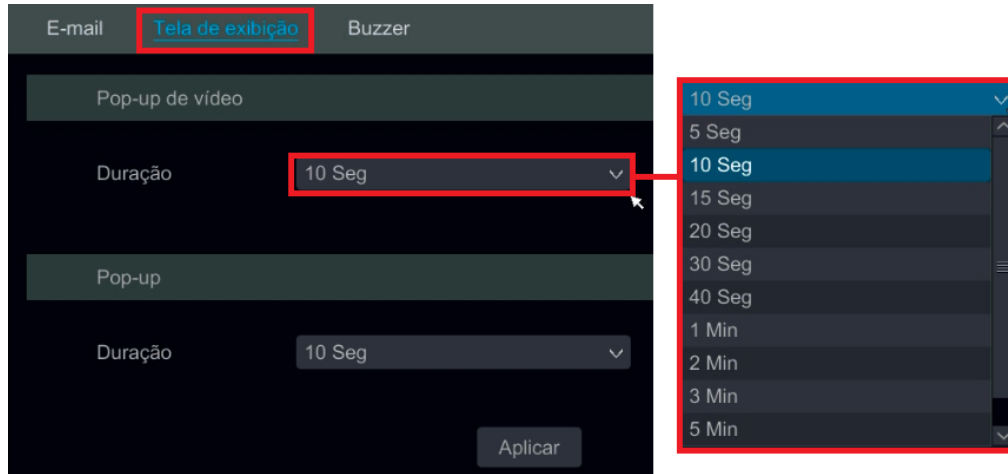 E-mail Tela de exibição Buzzer
Pop-up de vídeo
Duração 10 Seg
Pop-up
Duração 10 Seg
Aplicar
10 Seg
5 Seg
10 Seg
15 Seg
20 Seg
30 Seg
40 Seg
1 Min
2 Min
3 Min
5 Min